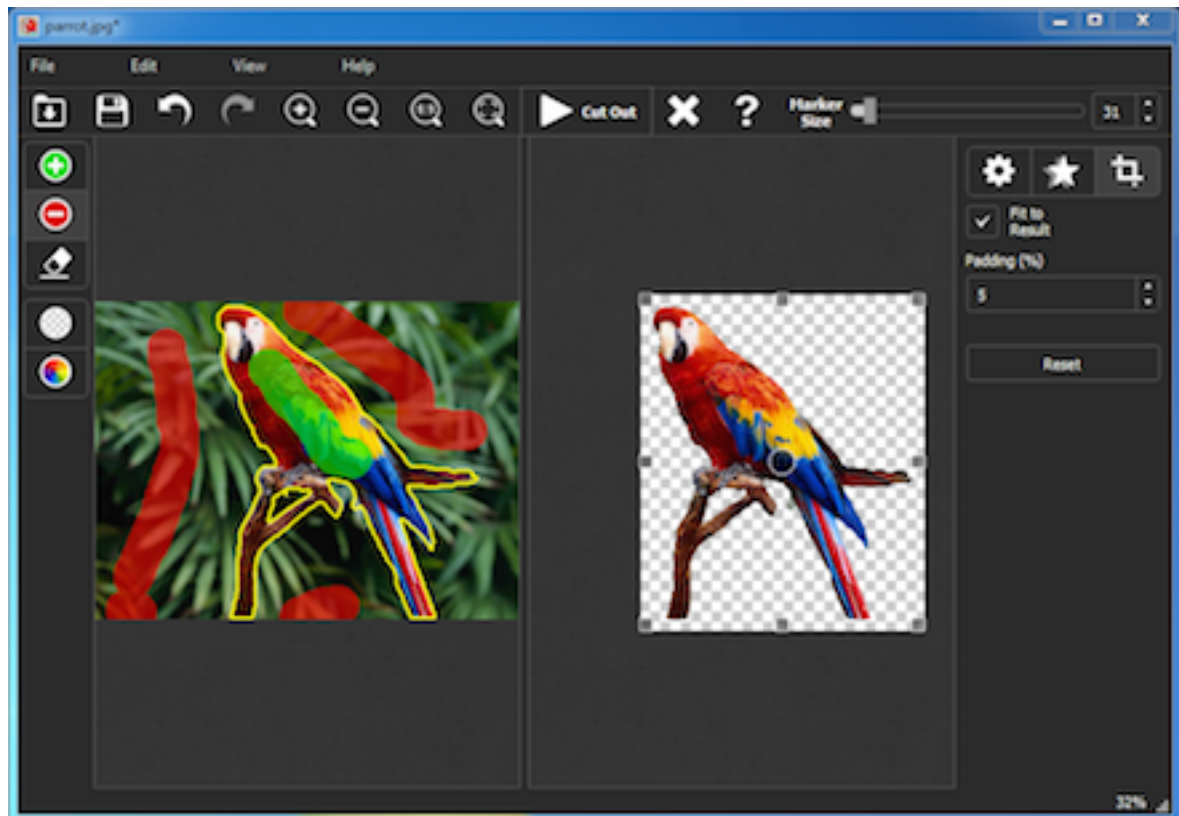 parrot.jpg*
File Edit View Help
Cut Out
Marker
Size
31
Fit to
Result
Padding (%)
5
Reset
32%